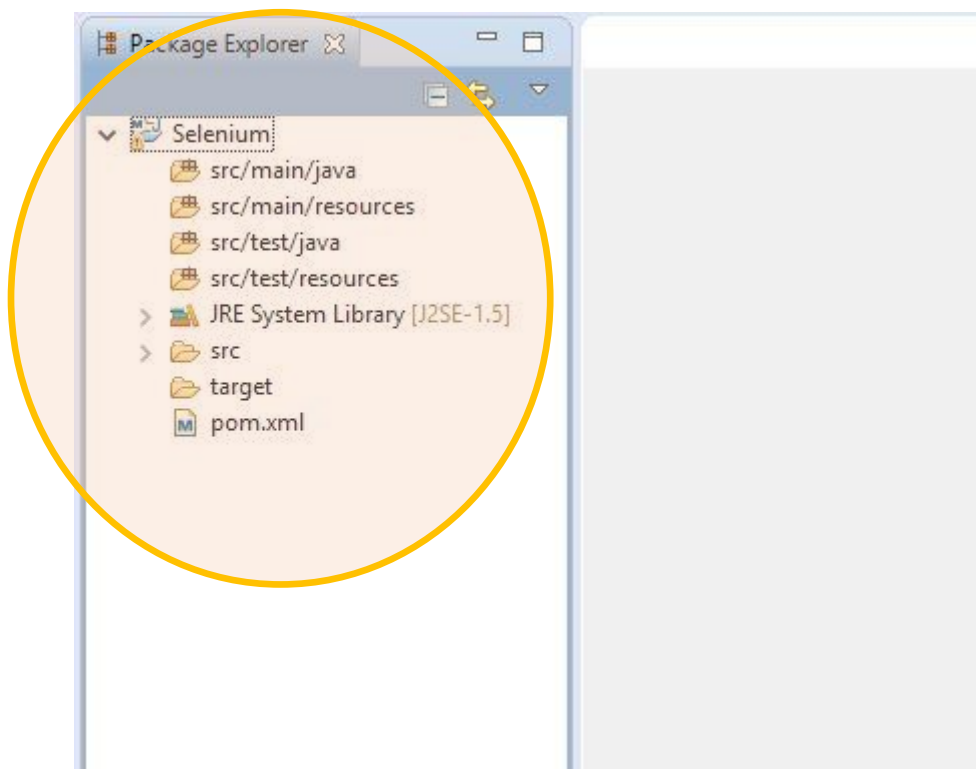 Package Explorer
Selenium
src/main/java
src/main/resources
src/test/java
src/test/resources
JRE System Library [J2SE-1.5]
src
target
pom.xml